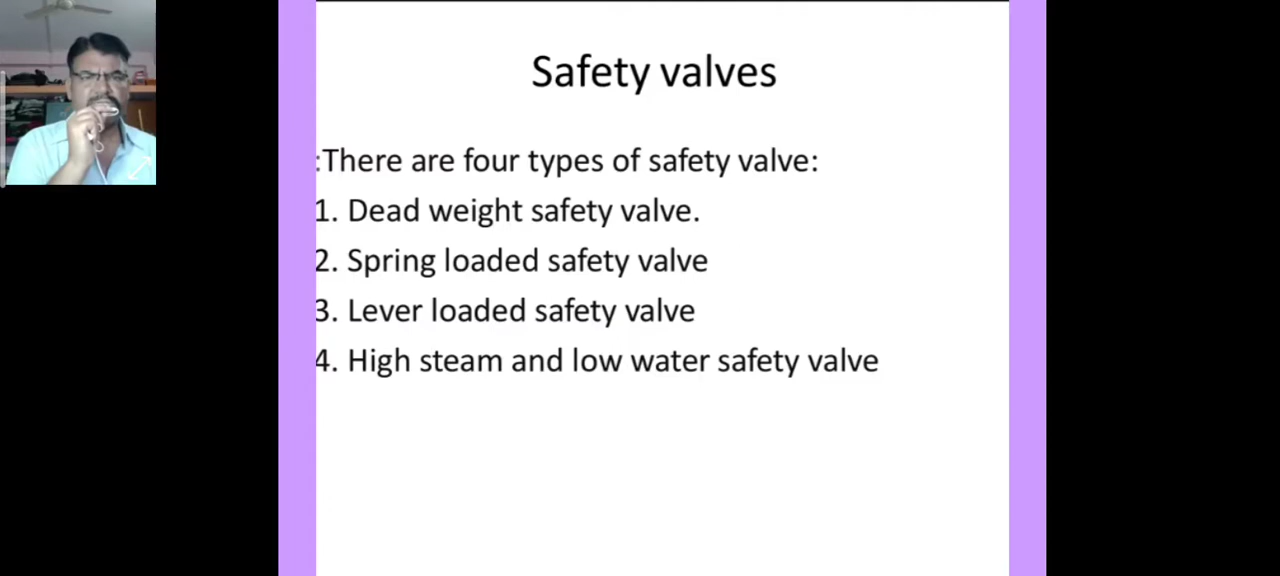 Safety valves
:There are four types of safety valve:
1. Dead weight safety valve.
2. Spring loaded safety valve
3. Lever loaded safety valve
4. High steam and low water safety valve